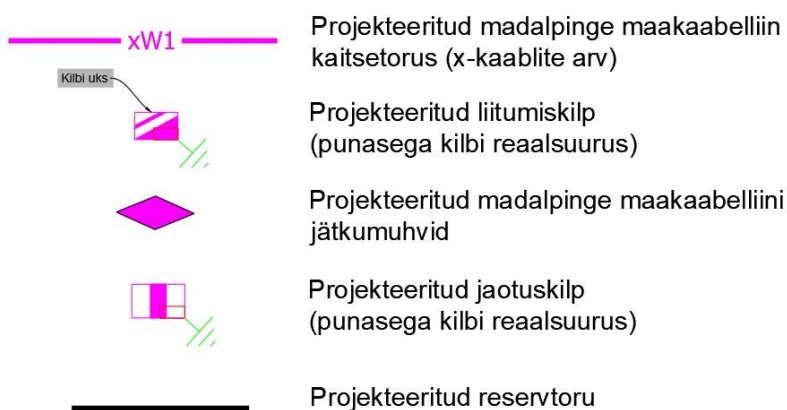 xW1
Projekteeritud madalpinge maakaabelliin
kaitsetorus (x-kaablite arv)
Kilbi uks
Projekteeritud liitumiskilp
(punasega kilbi reaalsuurus)
Projekteeritud madalpinge maakaabelliini
jätkumuhvid
Projekteeritud jaotuskilp
(punasega kilbi reaalsuurus)
Projekteeritud reservtoru